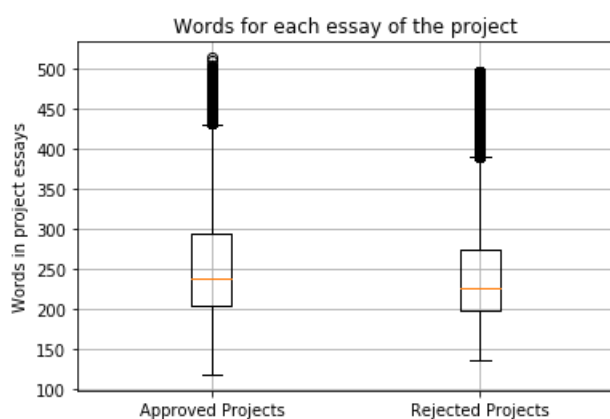 Words for each essay of the project
Words in project essays
500
450
400
350
300
250
200
150
100
Approved Projects
Rejected Projects